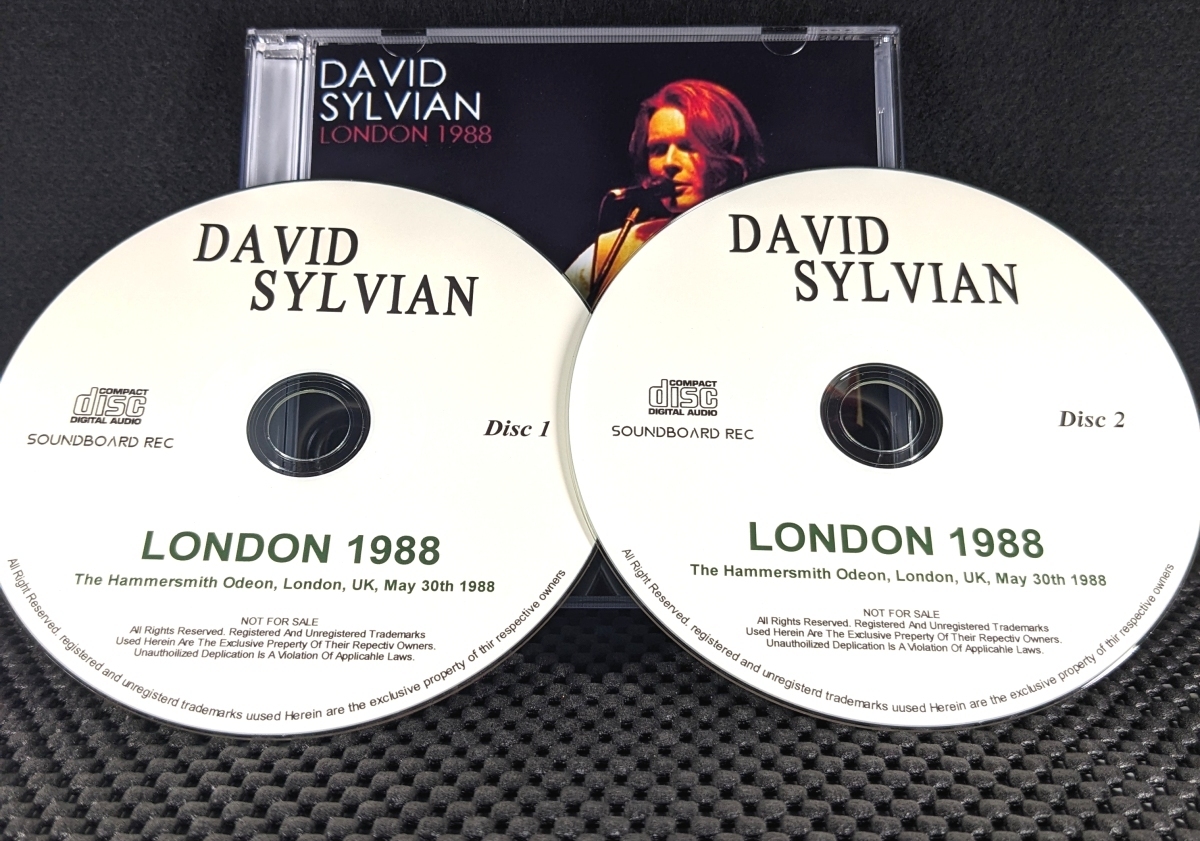 DAVID
SYLVIAN
LONDON 1988
DAVID
SYLVIAN
COMPACT
disc
DIGITAL AUDIO
SOUNDBOARD REC
Disc 1
LONDON 1988
The Hammersmith Odeon, London, UK, May 30th 1988
NOT FOR SALE
All Rights Reserved. Registered And Unregistered Trademarks
Used Herein Are The Exclusive Preperty Of Their Repectiv Owners.
Unauthoilized Deplication Is A Violation Of Applicahle Laws.
All Right Reserved. registered and unregisterd trademarks uused Herein are the exclusive property of thir respective owners
DAVID
SYLVIAN
COMPACT
disc
DIGITAL AUDIO
SOUNDBOARD REC
Disc 2
LONDON 1988
The Hammersmith Odeon, London, UK, May 30th 1988
NOT FOR SALE
All Rights Reserved. Registered And Unregistered Trademarks
Used Herein Are The Exclusive Preperty Of Their Repectiv Owners.
Unauthoilized Deplication Is A Violation Of Applicahle Laws.
All Right Reserved. registered and unregisterd trademarks uused Herein are the exclusive property of thir respective owners